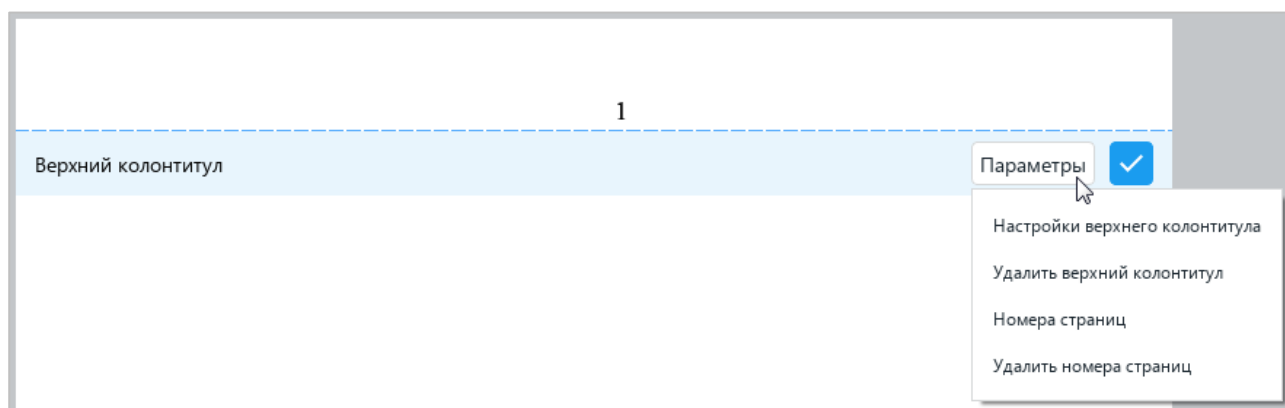 1
Верхний колонтитул
Параметры
Настройки верхнего колонтитула
Удалить верхний колонтитул
Номера страниц
Удалить номера страниц